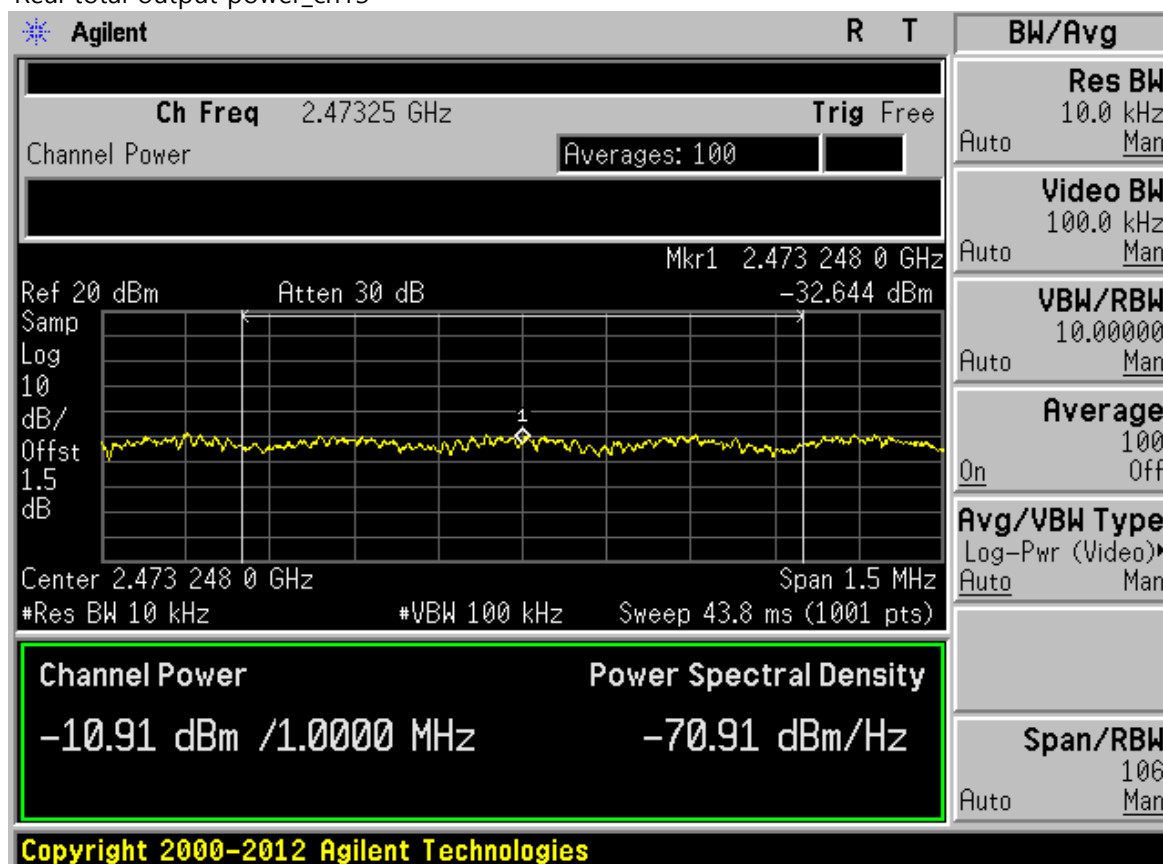 Real total output power_ch13
Agilent
R T
Ch Freq 2.47325 GHz
Trig Free
Channel Power
Averages: 100
Mkr1 2.473 248 0 GHz
Ref 20 dBm
Atten 30 dB
-32.644 dBm
Samp
Log
10
dB/
Offst
1.5
dB
1
Center 2.473 248 0 GHz
Span 1.5 MHz
#Res BW 10 kHz
#VBW 100 kHz
Sweep 43.8 ms (1001 pts)
Channel Power
Power Spectral Density
-10.91 dBm /1.0000 MHz
-70.91 dBm/Hz
Copyright 2000-2012 Agilent Technologies
BW/Avg
Res BW
10.0 kHz
Auto Man
Video BW
100.0 kHz
Auto Man
VBW/RBW
10.00000
Auto Man
Average
100
On Off
Avg/VBW Type
Log-Pwr (Video)
Auto Man
Span/RBW
106
Auto Man